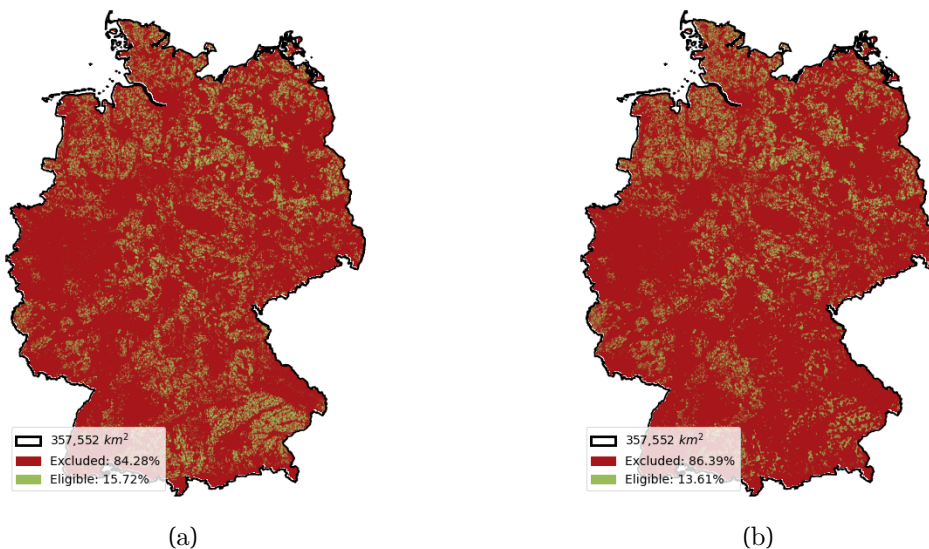 357,552 km²
Excluded: 84.28%
Eligible: 15.72%
(a)
357,552 km²
Excluded: 86.39%
Eligible: 13.61%
(b)